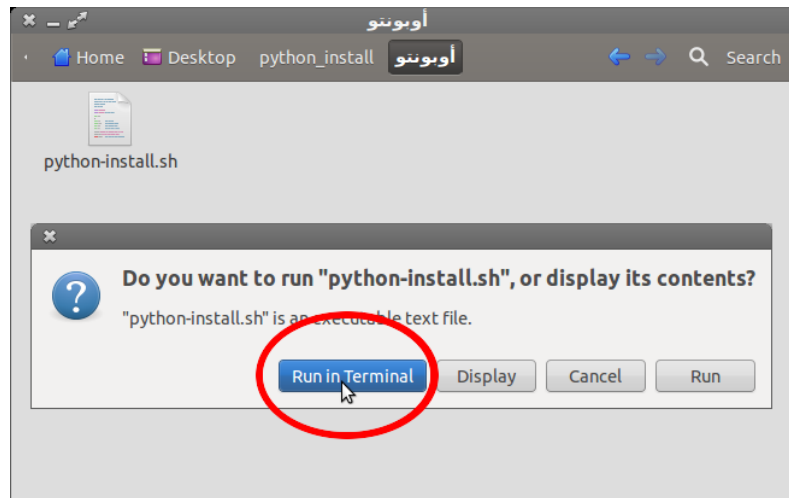 أوبونتو
Home Desktop python_install أوبونتو Search
python-install.sh
Do you want to run "python-install.sh", or display its contents?
"python-install.sh" is an executable text file.
Run in Terminal Display Cancel Run